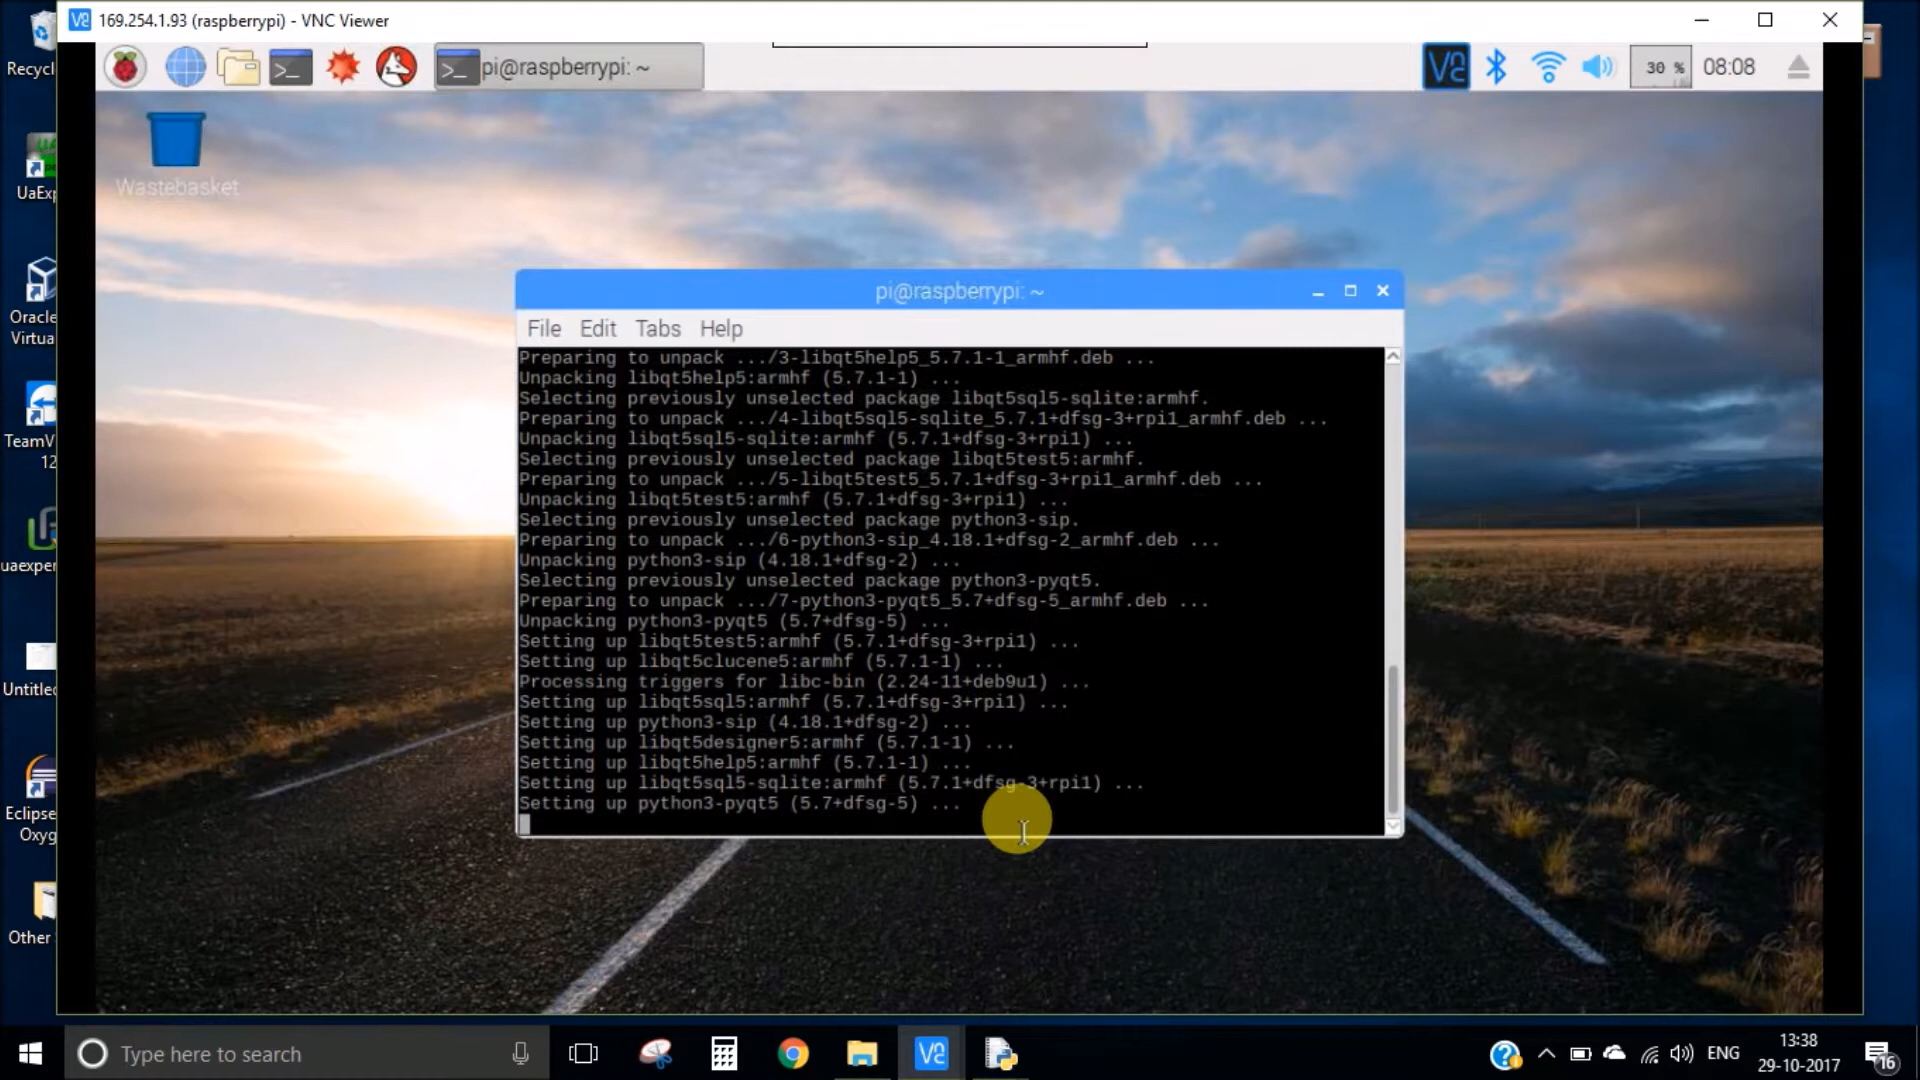 169.254.1.93 (raspberrypi) - VNC Viewer
pi@raspberrypi: ~
30 %
08:08
Recycl
Wastebasket
UaExp
Oracle
Virtua
TeamV
12
uaexper
Untitled
Eclipse
Oxyg
Other
pi@raspberrypi: ~
File Edit Tabs Help
Preparing to unpack .../3-libqt5help5_5.7.1-1_armhf.deb ...
Unpacking libqt5help5:armhf (5.7.1-1) ...
Selecting previously unselected package libqt5sql5-sqlite:armhf.
Preparing to unpack .../4-libqt5sql5-sqlite_5.7.1+dfsg-3+rpi1_armhf.deb ...
Unpacking libqt5sql5-sqlite:armhf (5.7.1+dfsg-3+rpi1) ...
Selecting previously unselected package libqt5test5:armhf.
Preparing to unpack .../5-libqt5test5_5.7.1+dfsg-3+rpi1_armhf.deb ...
Unpacking libqt5test5:armhf (5.7.1+dfsg-3+rpi1) ...
Selecting previously unselected package python3-sip.
Preparing to unpack .../6-python3-sip_4.18.1+dfsg-2_armhf.deb ...
Unpacking python3-sip (4.18.1+dfsg-2) ...
Selecting previously unselected package python3-pyqt5.
Preparing to unpack .../7-python3-pyqt5_5.7+dfsg-5_armhf.deb ...
Unpacking python3-pyqt5 (5.7+dfsg-5) ...
Setting up libqt5test5:armhf (5.7.1+dfsg-3+rpi1) ...
Setting up libqt5clucene5:armhf (5.7.1-1) ...
Processing triggers for libc-bin (2.24-11+deb9u1) ...
Setting up libqt5sql5:armhf (5.7.1+dfsg-3+rpi1) ...
Setting up python3-sip (4.18.1+dfsg-2) ...
Setting up libqt5designer5:armhf (5.7.1-1) ...
Setting up libqt5help5:armhf (5.7.1-1) ...
Setting up libqt5sql5-sqlite:armhf (5.7.1+dfsg-3+rpi1) ...
Setting up python3-pyqt5 (5.7+dfsg-5) ...
Type here to search
ENG
13:38
29-10-2017
16